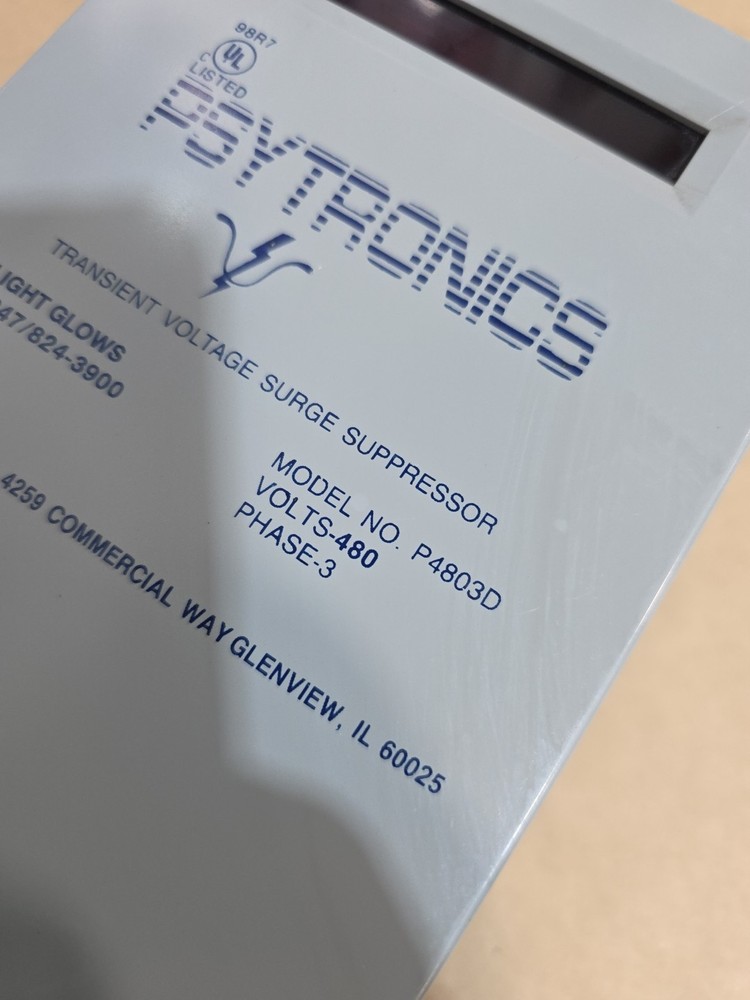 98R7
C UL
LISTED
PSYTRONICS
TRANSIENT VOLTAGE SURGE SUPPRESSOR
LIGHT GLOWS
47/824-3900
MODEL NO. P4803D
VOLTS-480
PHASE-3
4259 COMMERCIAL WAY GLENVIEW, IL 60025